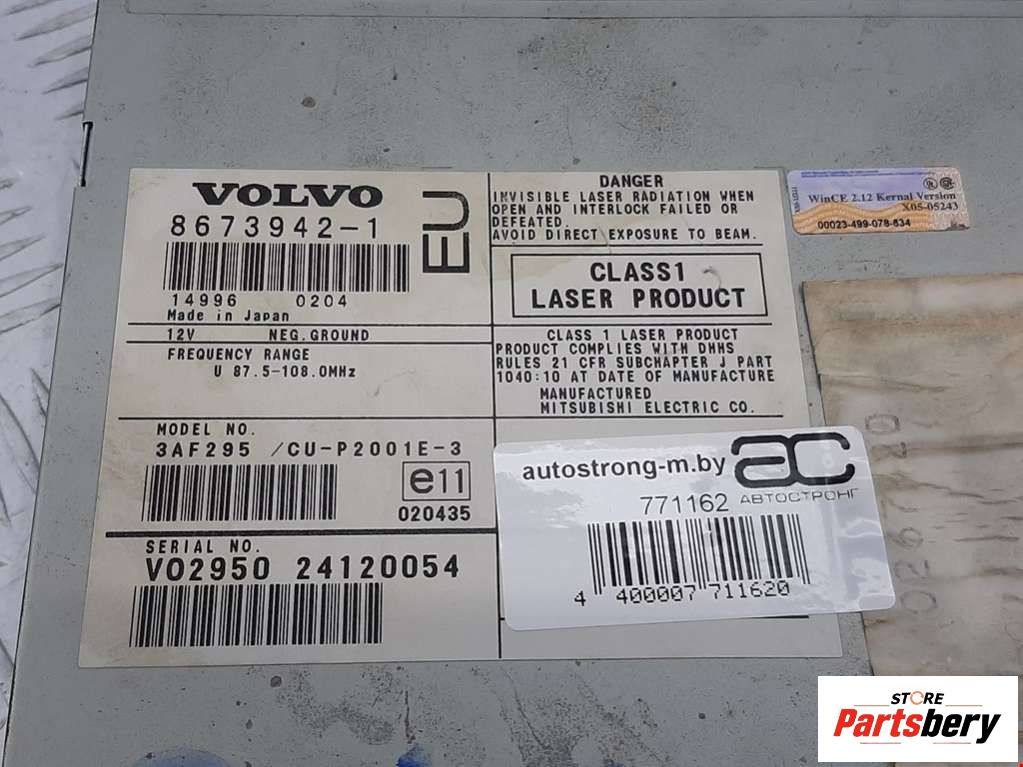 VOLVO
8673942-1
EU
14996 0204
Made in Japan
12V NEG.GROUND
FREQUENCY RANGE
U 87.5-108.0MHz
MODEL NO.
3AF295 /CU-P2001E-3
e11
020435
SERIAL NO.
VO2950 24120054
DANGER
INVISIBLE LASER RADIATION WHEN
OPEN AND INTERLOCK FAILED OR
DEFEATED.
AVOID DIRECT EXPOSURE TO BEAM.
CLASS1
LASER PRODUCT
CLASS 1 LASER PRODUCT
PRODUCT COMPLIES WITH DHHS
RULES 21 CFR SUBCHAPTER J PART
1040:10 AT DATE OF MANUFACTURE
MANUFACTURED
MITSUBISHI ELECTRIC CO.
WinCE 2.12 Kernal Version
X05-05243
00023-499-078-634
autostrong-m.by
ac
АВТОСТРОНГ
771162
4 400007 711620
STORE
Partsbery